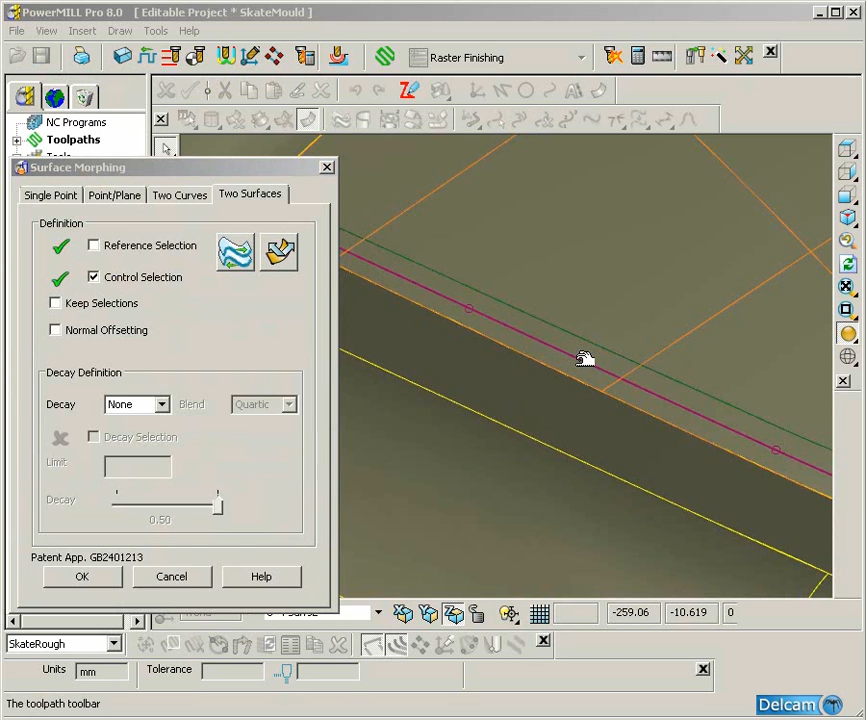 PowerMILL Pro 8.0    [ Editable Project * SkateMould ]
File View Insert Draw Tools Help
Raster Finishing
NC Programs
Toolpaths
Surface Morphing
Single Point Point/Plane Two Curves Two Surfaces
Definition
Reference Selection
Control Selection
Keep Selections
Normal Offsetting
Decay Definition
Decay None Blend Quartic
Decay Selection
Limit
Decay
0.50
Patent App. GB2401213
OK Cancel Help
-259.06 -10.619 0
SkateRough
Units mm Tolerance
The toolpath toolbar
Delcam